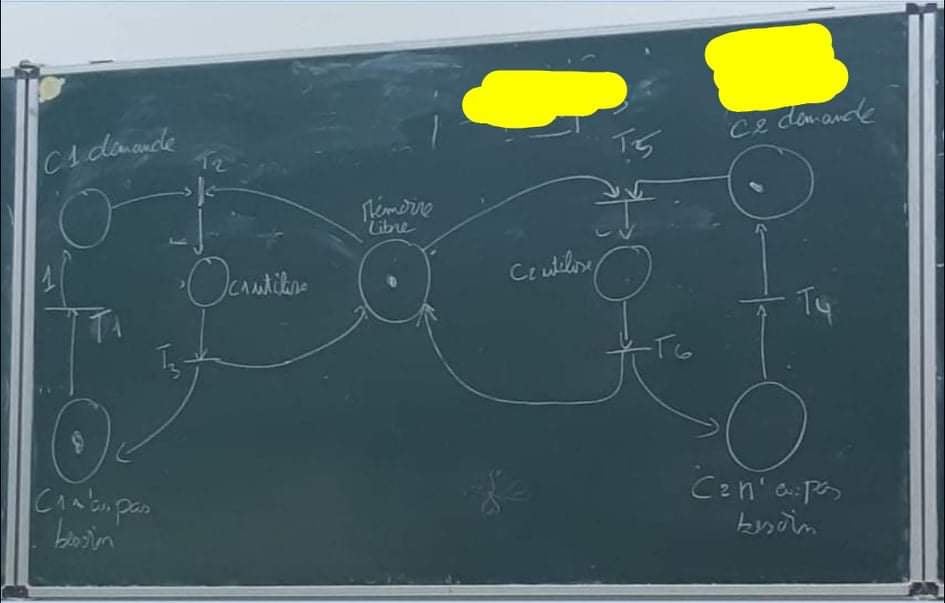 C1 demande
T2
Mémoire
libre
T5
C2 demande
C1 utilise
C2 utilise
1
T1
T3
T6
T4
C1 n'a pas
besoin
C2 n'a pas
besoin